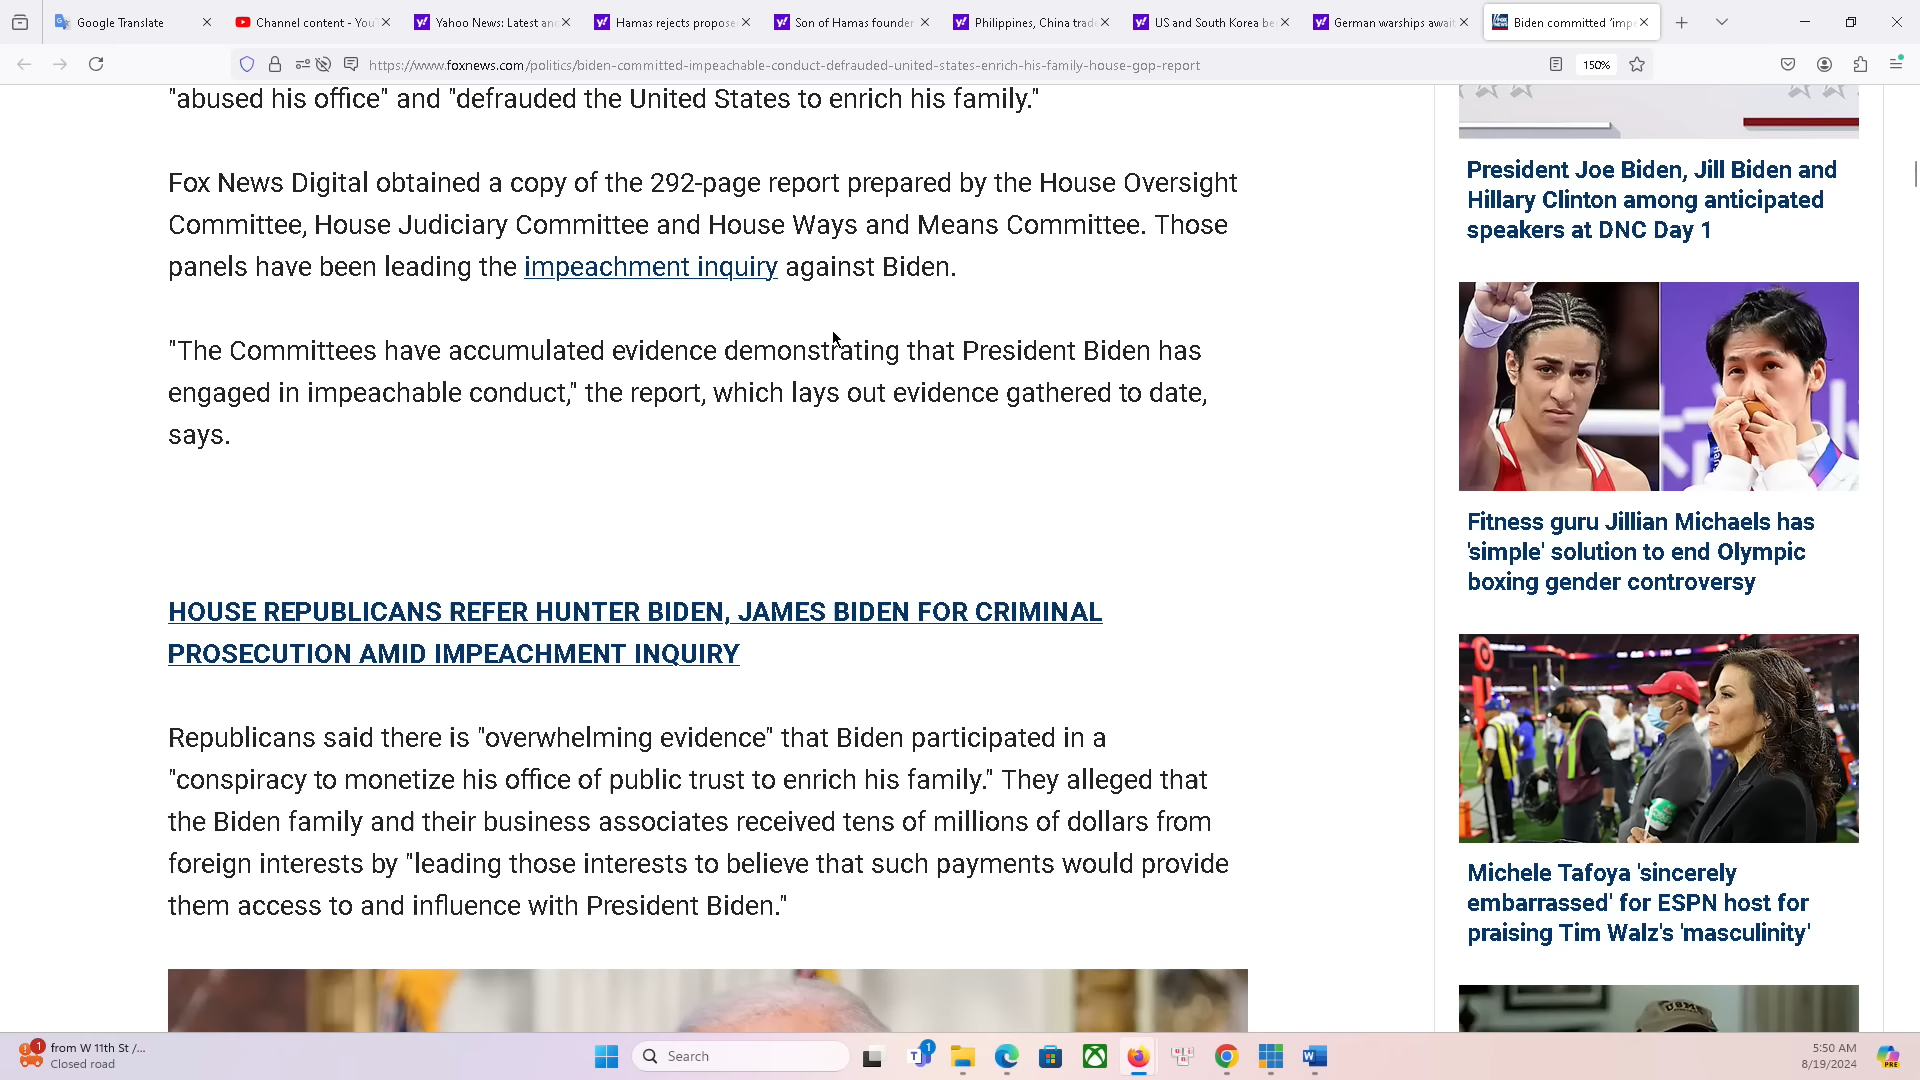 Google Translate
Channel content - You
Yahoo News: Latest an
Hamas rejects propose
Son of Hamas founder
Philippines, China trad
US and South Korea be
German warships await
Biden committed 'imp
https://www.foxnews.com/politics/biden-committed-impeachable-conduct-defrauded-united-states-enrich-his-family-house-gop-report
150%
"abused his office" and "defrauded the United States to enrich his family."
Fox News Digital obtained a copy of the 292-page report prepared by the House Oversight
Committee, House Judiciary Committee and House Ways and Means Committee. Those
panels have been leading the impeachment inquiry against Biden.
"The Committees have accumulated evidence demonstrating that President Biden has
engaged in impeachable conduct," the report, which lays out evidence gathered to date,
says.
HOUSE REPUBLICANS REFER HUNTER BIDEN, JAMES BIDEN FOR CRIMINAL
PROSECUTION AMID IMPEACHMENT INQUIRY
Republicans said there is "overwhelming evidence" that Biden participated in a
"conspiracy to monetize his office of public trust to enrich his family." They alleged that
the Biden family and their business associates received tens of millions of dollars from
foreign interests by "leading those interests to believe that such payments would provide
them access to and influence with President Biden."
President Joe Biden, Jill Biden and
Hillary Clinton among anticipated
speakers at DNC Day 1
Fitness guru Jillian Michaels has
'simple' solution to end Olympic
boxing gender controversy
Michele Tafoya 'sincerely
embarrassed' for ESPN host for
praising Tim Walz's 'masculinity'
USMC
1
from W 11th St /...
Closed road
Search
1
5:50 AM
8/19/2024
PRE